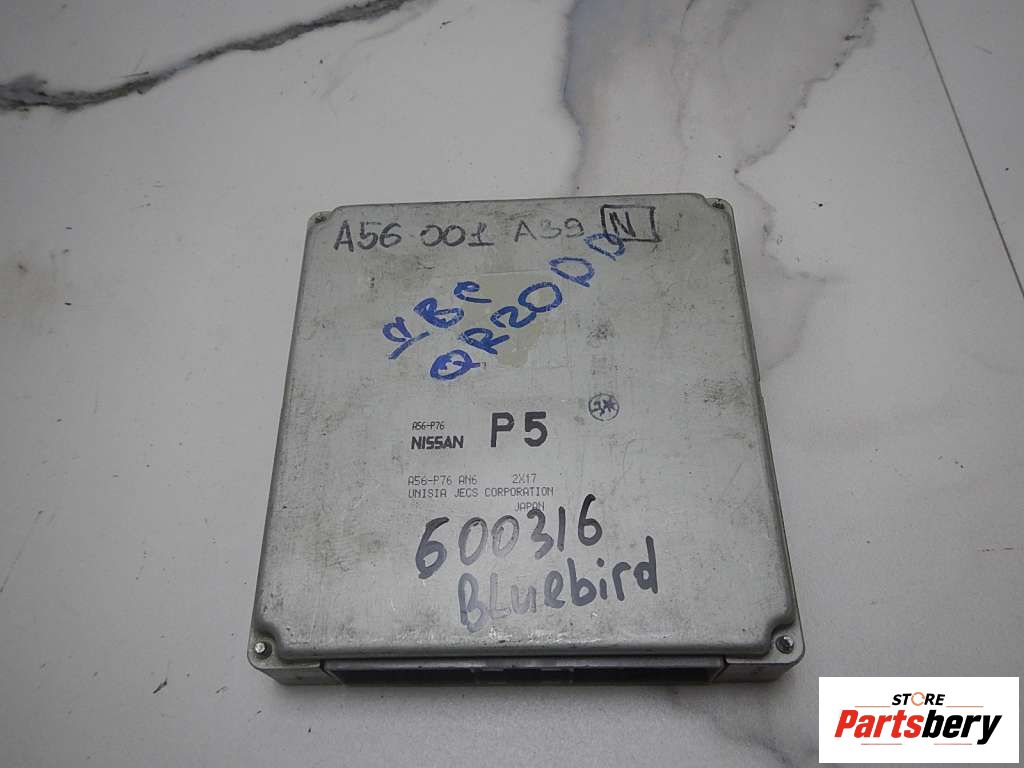 A56 001 A39 N
ДВС
QR20DD
A56-P76
NISSAN P5
A56-P76 AN6 2X17
UNISIA JECS CORPORATION
JAPAN
600316
Bluebird
STORE
Partsbery